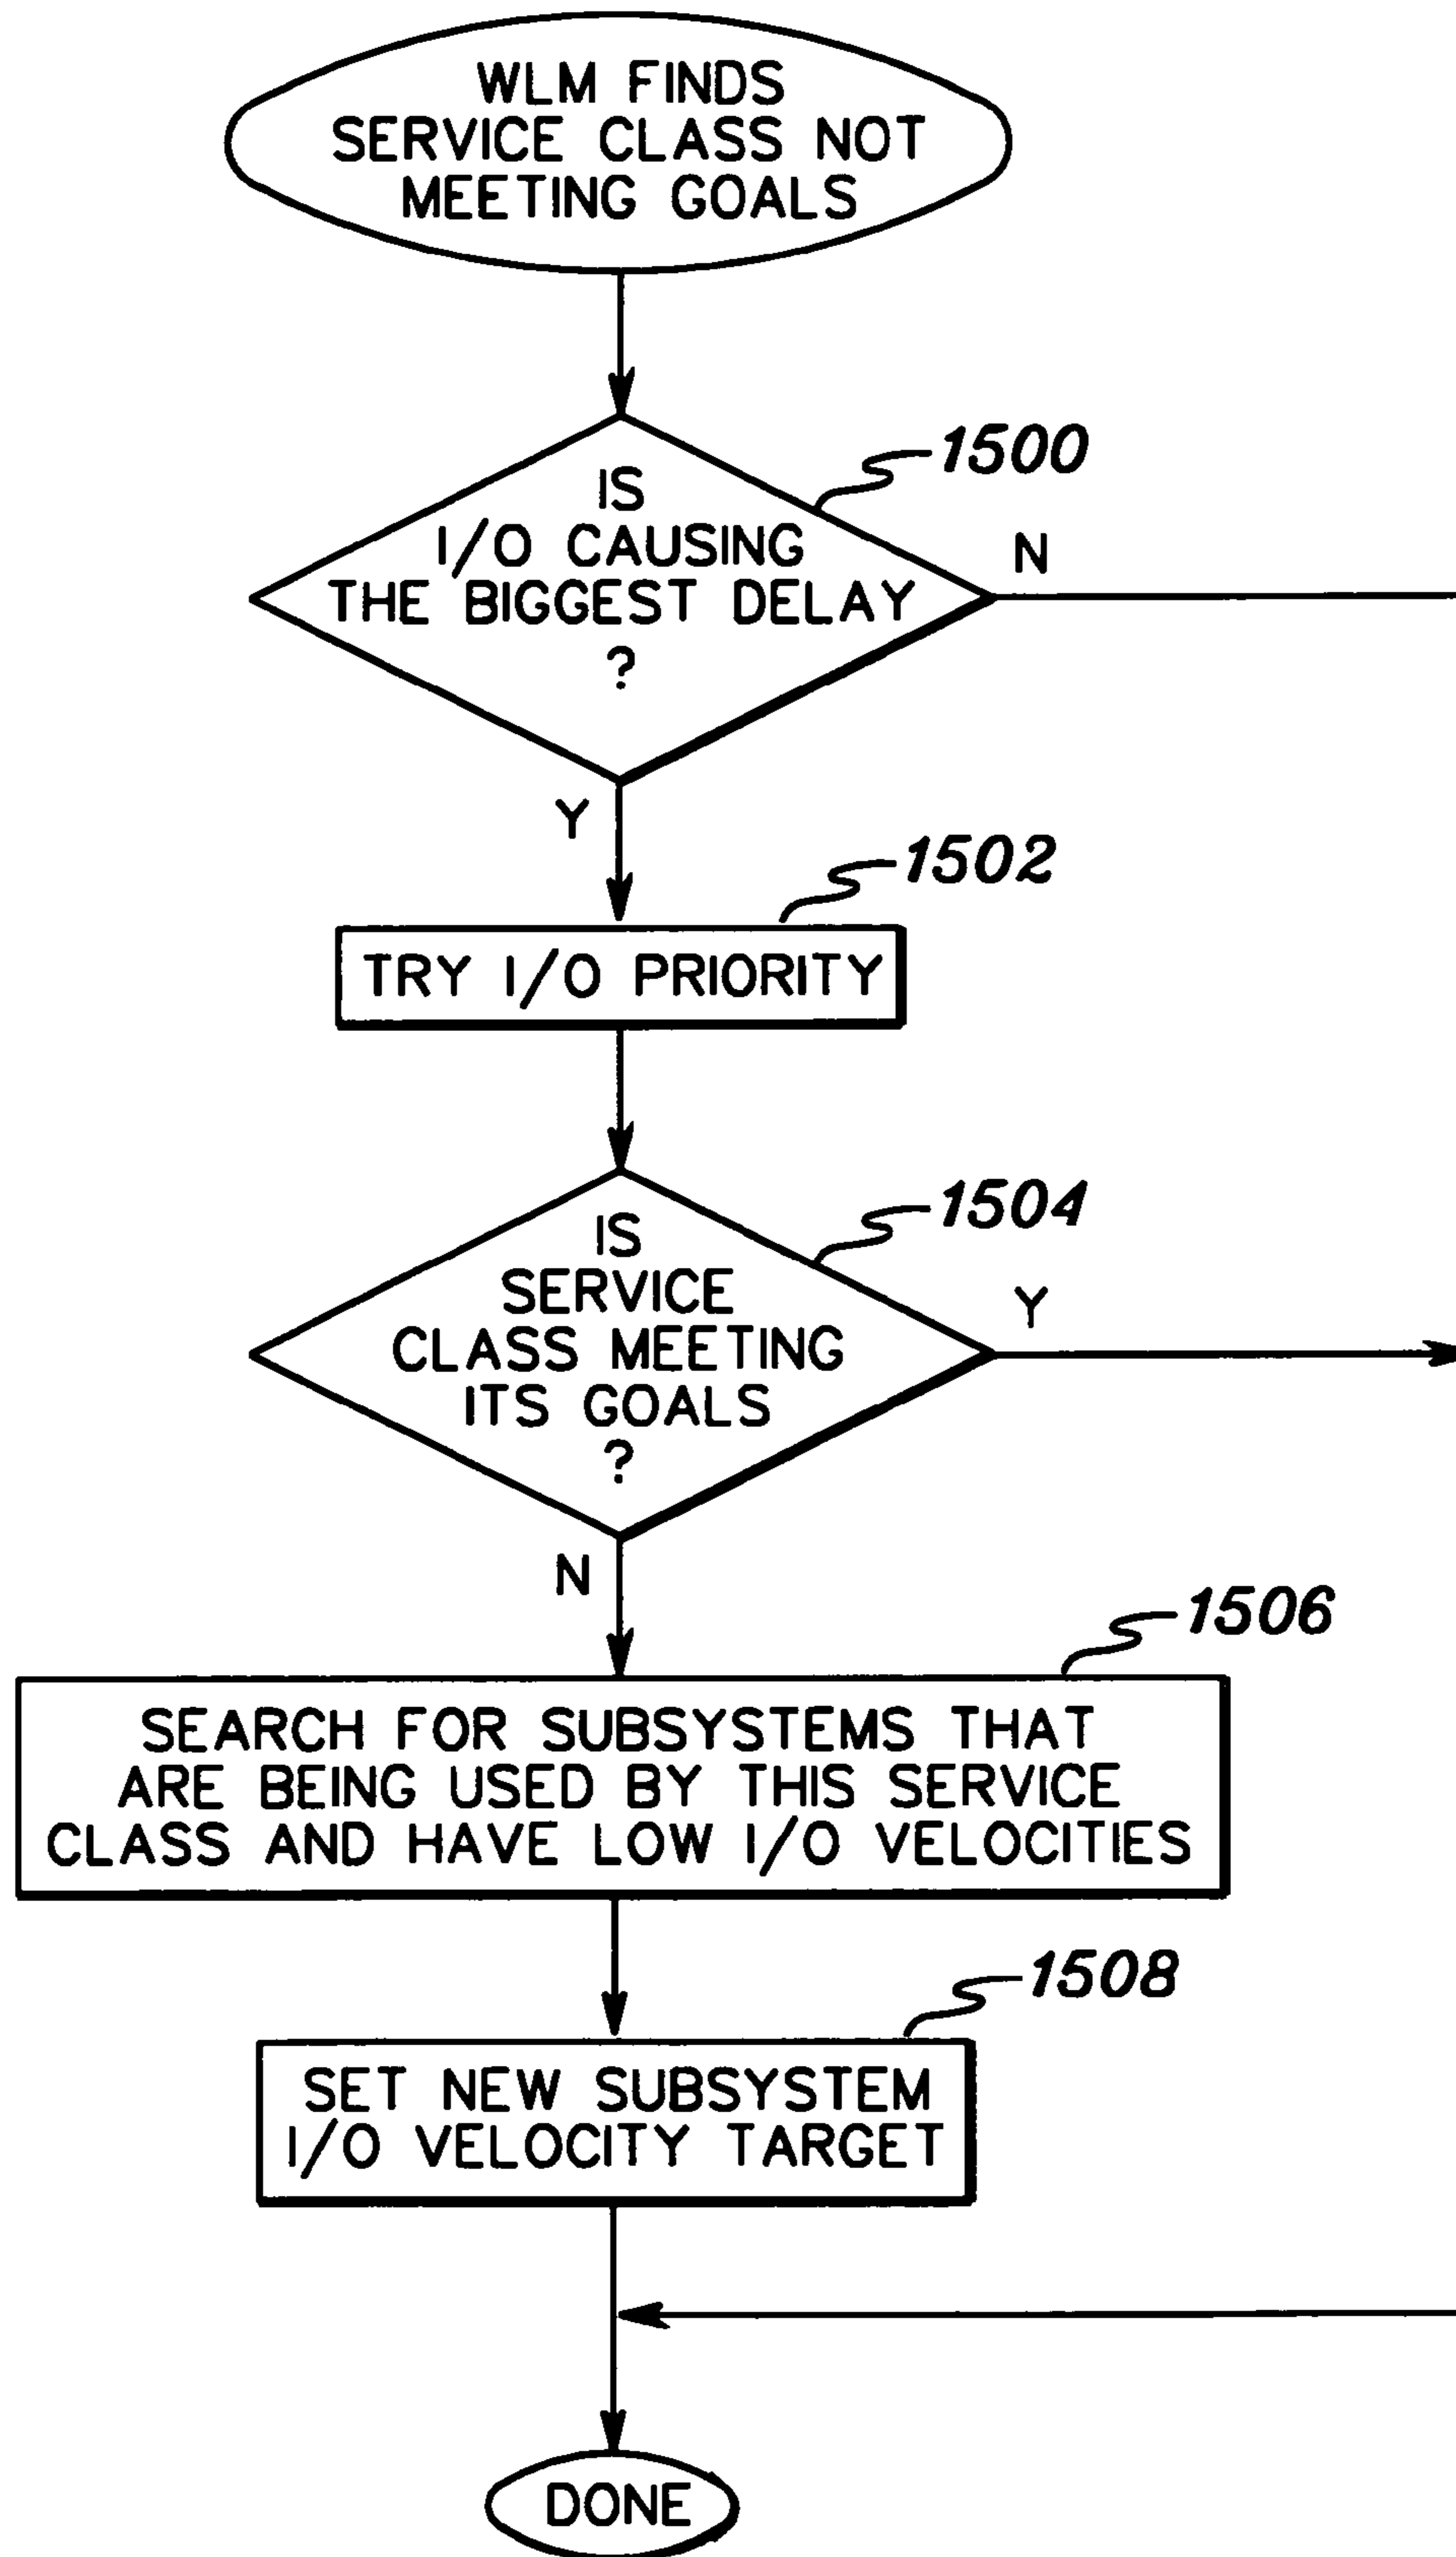 WLM FINDS
SERVICE CLASS NOT
MEETING GOALS
1500
IS
I/O CAUSING
THE BIGGEST DELAY
?
N
Y
1502
TRY I/O PRIORITY
1504
IS
SERVICE
CLASS MEETING
ITS GOALS
?
Y
N
1506
SEARCH FOR SUBSYSTEMS THAT
ARE BEING USED BY THIS SERVICE
CLASS AND HAVE LOW I/O VELOCITIES
1508
SET NEW SUBSYSTEM
I/O VELOCITY TARGET
DONE